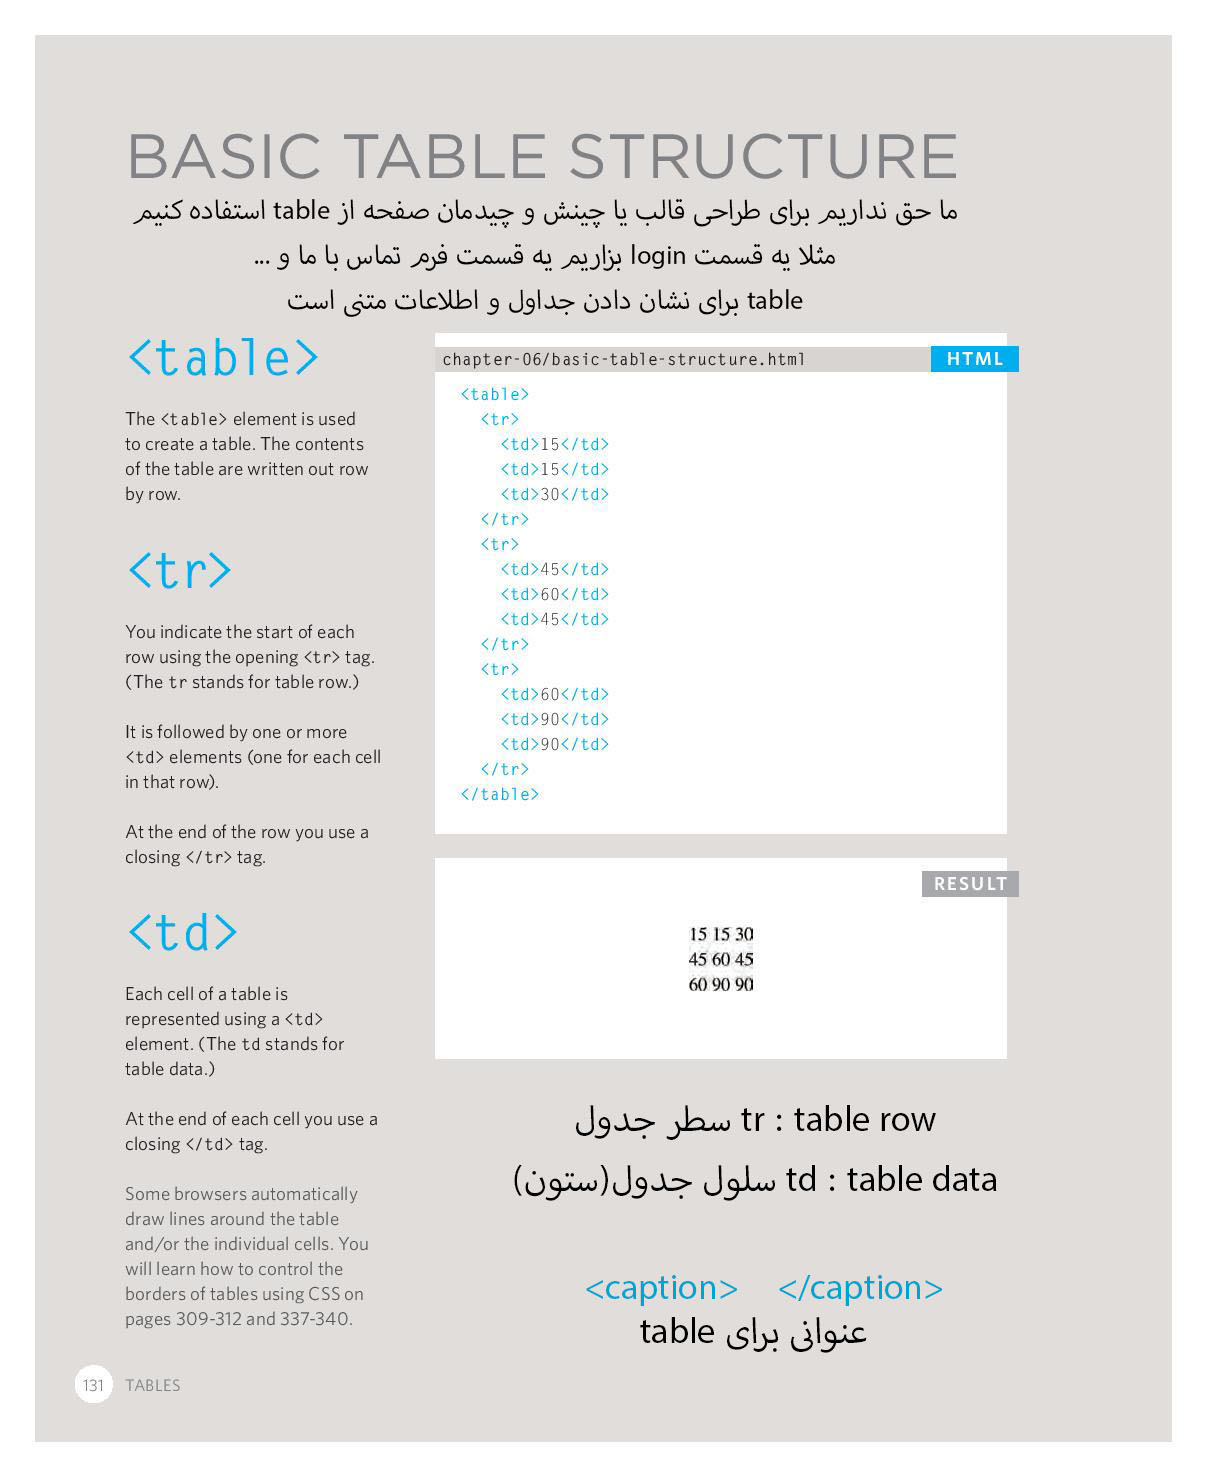 BASIC TABLE STRUCTURE
ما حق نداریم برای طراحی قالب یا چینش و چیدمان صفحه از table استفاده کنیم
مثلا یه قسمت login بزاریم یه قسمت فرم تماس با ما و ...
table برای نشان دادن جداول و اطلاعات متنی است
<table>
The <table> element is used
to create a table. The contents
of the table are written out row
by row.
<tr>
You indicate the start of each
row using the opening <tr> tag.
(The tr stands for table row.)
It is followed by one or more
<td> elements (one for each cell
in that row).
At the end of the row you use a
closing </tr> tag.
<td>
Each cell of a table is
represented using a <td>
element. (The td stands for
table data.)
At the end of each cell you use a
closing </td> tag.
Some browsers automatically
draw lines around the table
and/or the individual cells. You
will learn how to control the
borders of tables using CSS on
pages 309-312 and 337-340.
chapter-06/basic-table-structure.html HTML
<table>
<tr>
<td>15</td>
<td>15</td>
<td>30</td>
</tr>
<tr>
<td>45</td>
<td>60</td>
<td>45</td>
</tr>
<tr>
<td>60</td>
<td>90</td>
<td>90</td>
</tr>
</table>
RESULT
15 15 30
45 60 45
60 90 90
سطر جدول tr : table row
سلول جدول(ستون) td : table data
<caption> </caption>
عنوانی برای table
131 TABLES